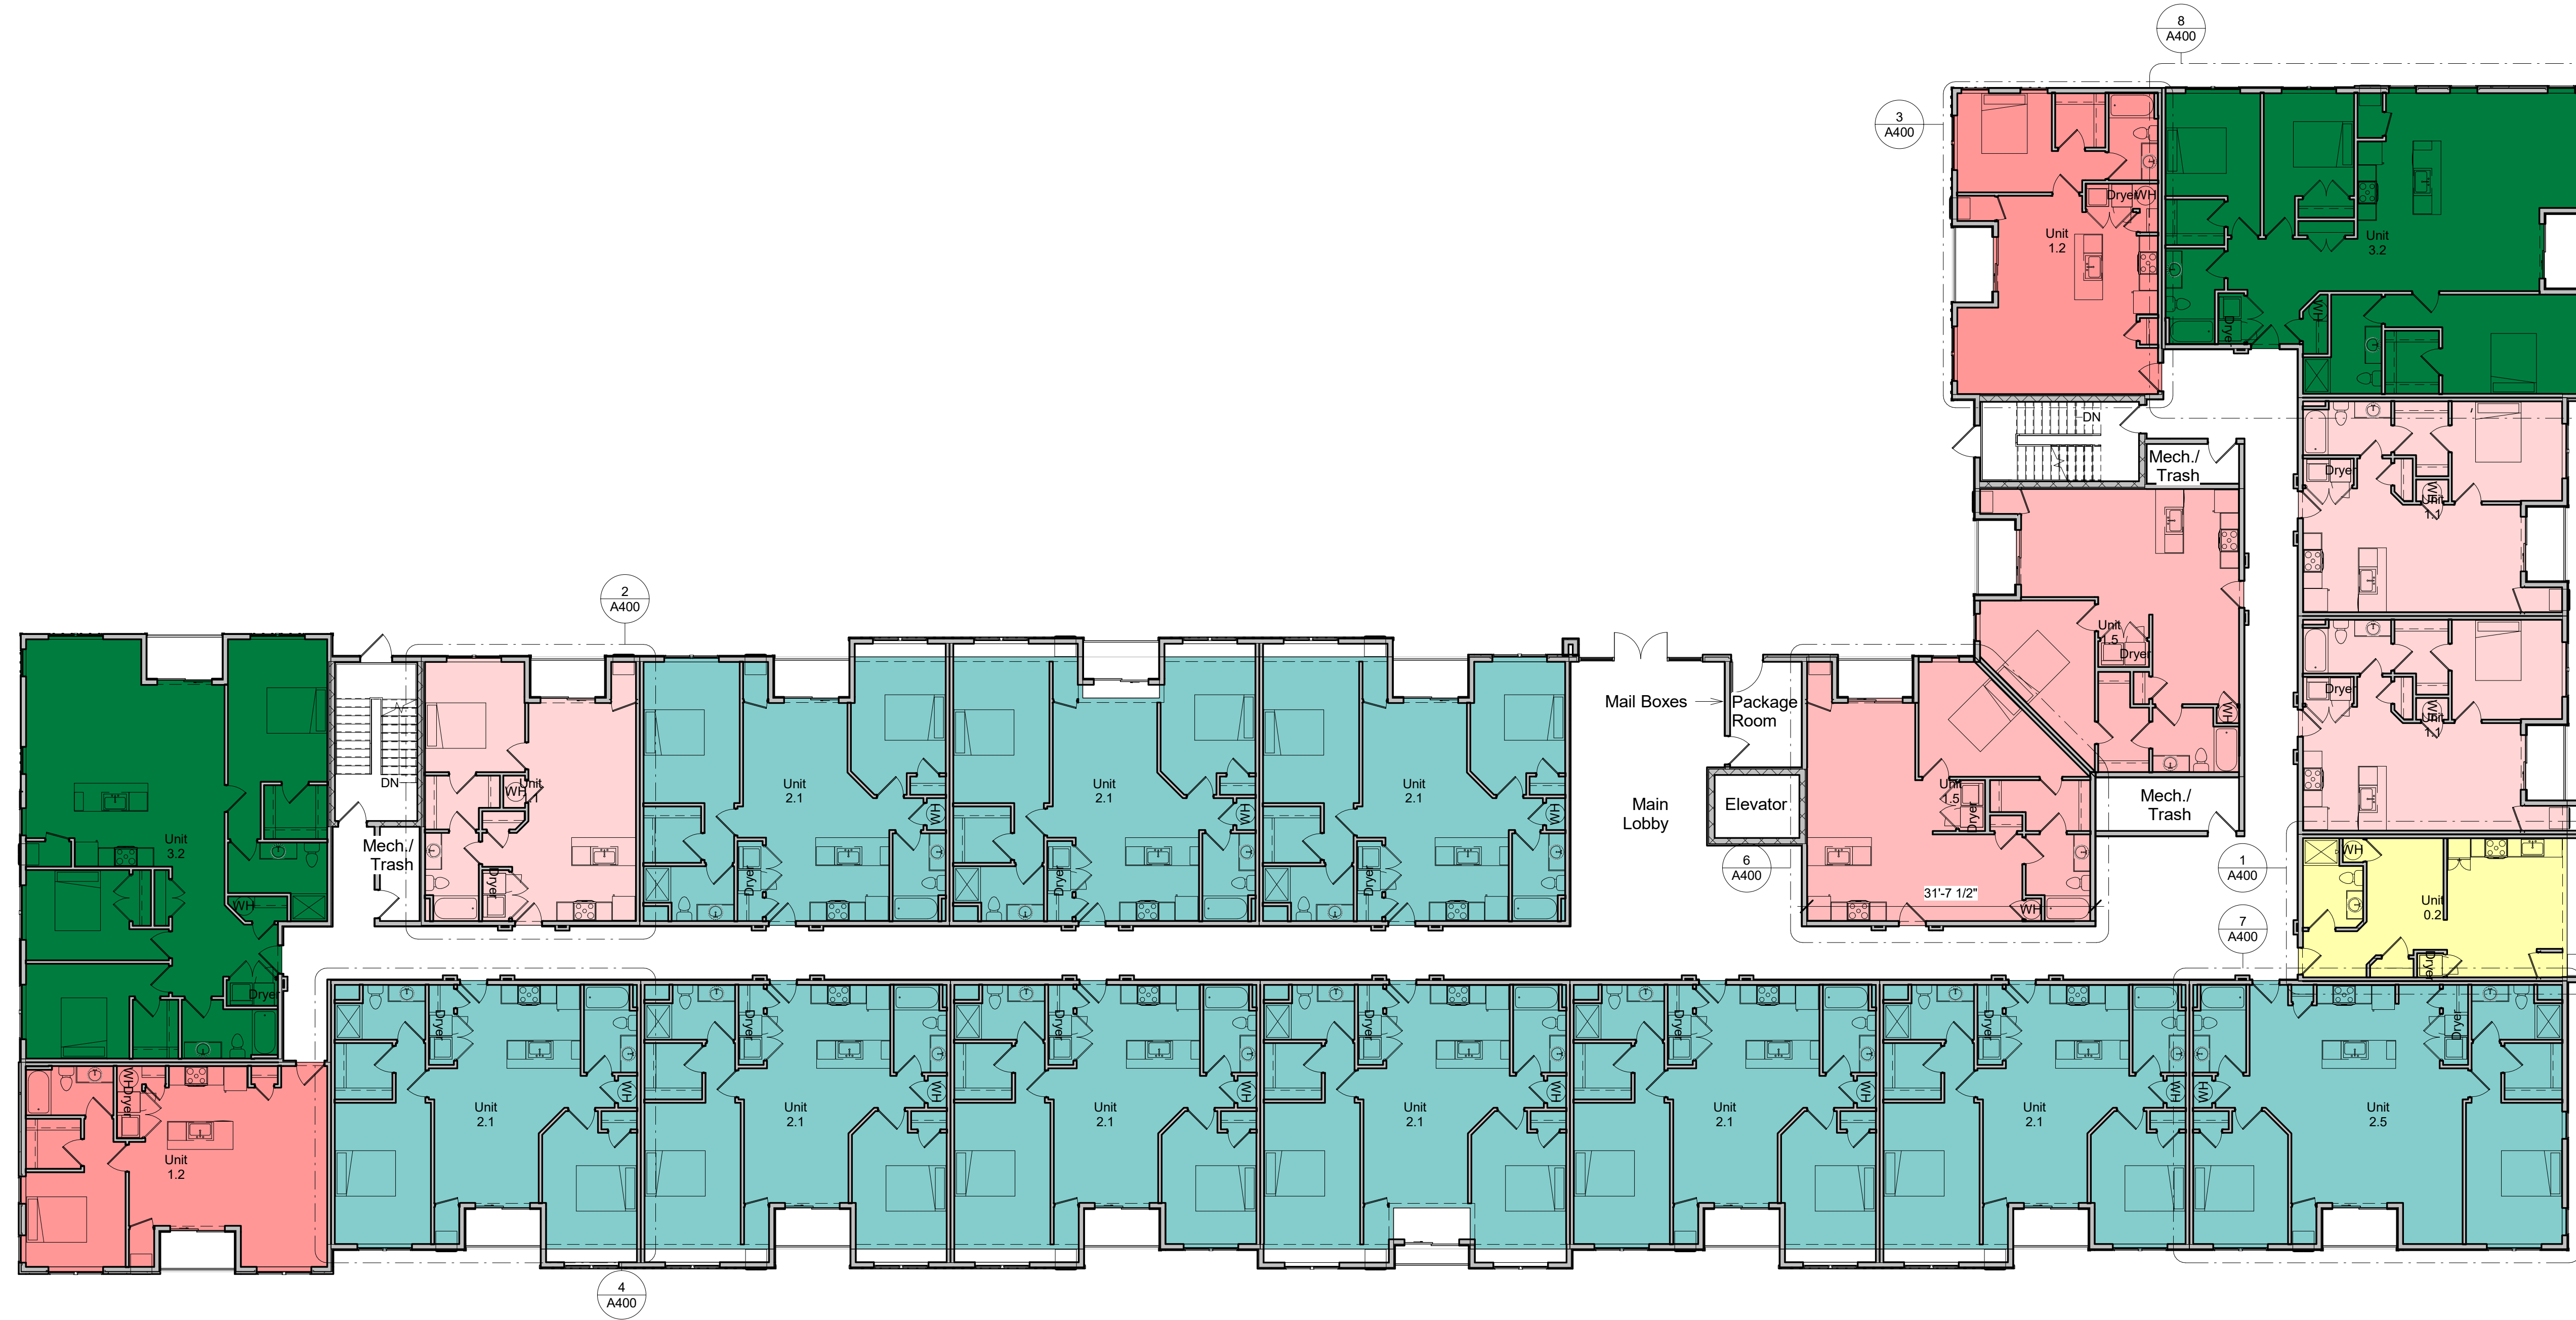 8
A400
3
A400
Dryer
WH
Unit
1.2
Unit
3.2
WH
Dryer
DN
Mech./
Trash
Dryer
WH
Unit
1.1
Unit
1.5
Dryer
WH
2
A400
Dryer
WH
Unit
1.1
Mail Boxes
Package
Room
DN
WH
Unit
1.1
Unit
2.1
WH
Unit
2.1
WH
Unit
2.1
WH
Main
Lobby
Elevator
Unit
1.5
Dryer
Mech./
Trash
Unit
3.2
Mech./
Trash
Dryer
Dryer
Dryer
Dryer
6
A400
31'-7 1/2"
WH
1
A400
WH
Unit
0.2
Dryer
7
A400
WH
Dryer
Dryer
Dryer
Dryer
Dryer
Dryer
Dryer
Dryer
WH
Dryer
Unit
1.2
Unit
2.1
WH
Unit
2.1
WH
Unit
2.1
WH
Unit
2.1
WH
Unit
2.1
WH
Unit
2.1
WH
WH
Unit
2.5
4
A400